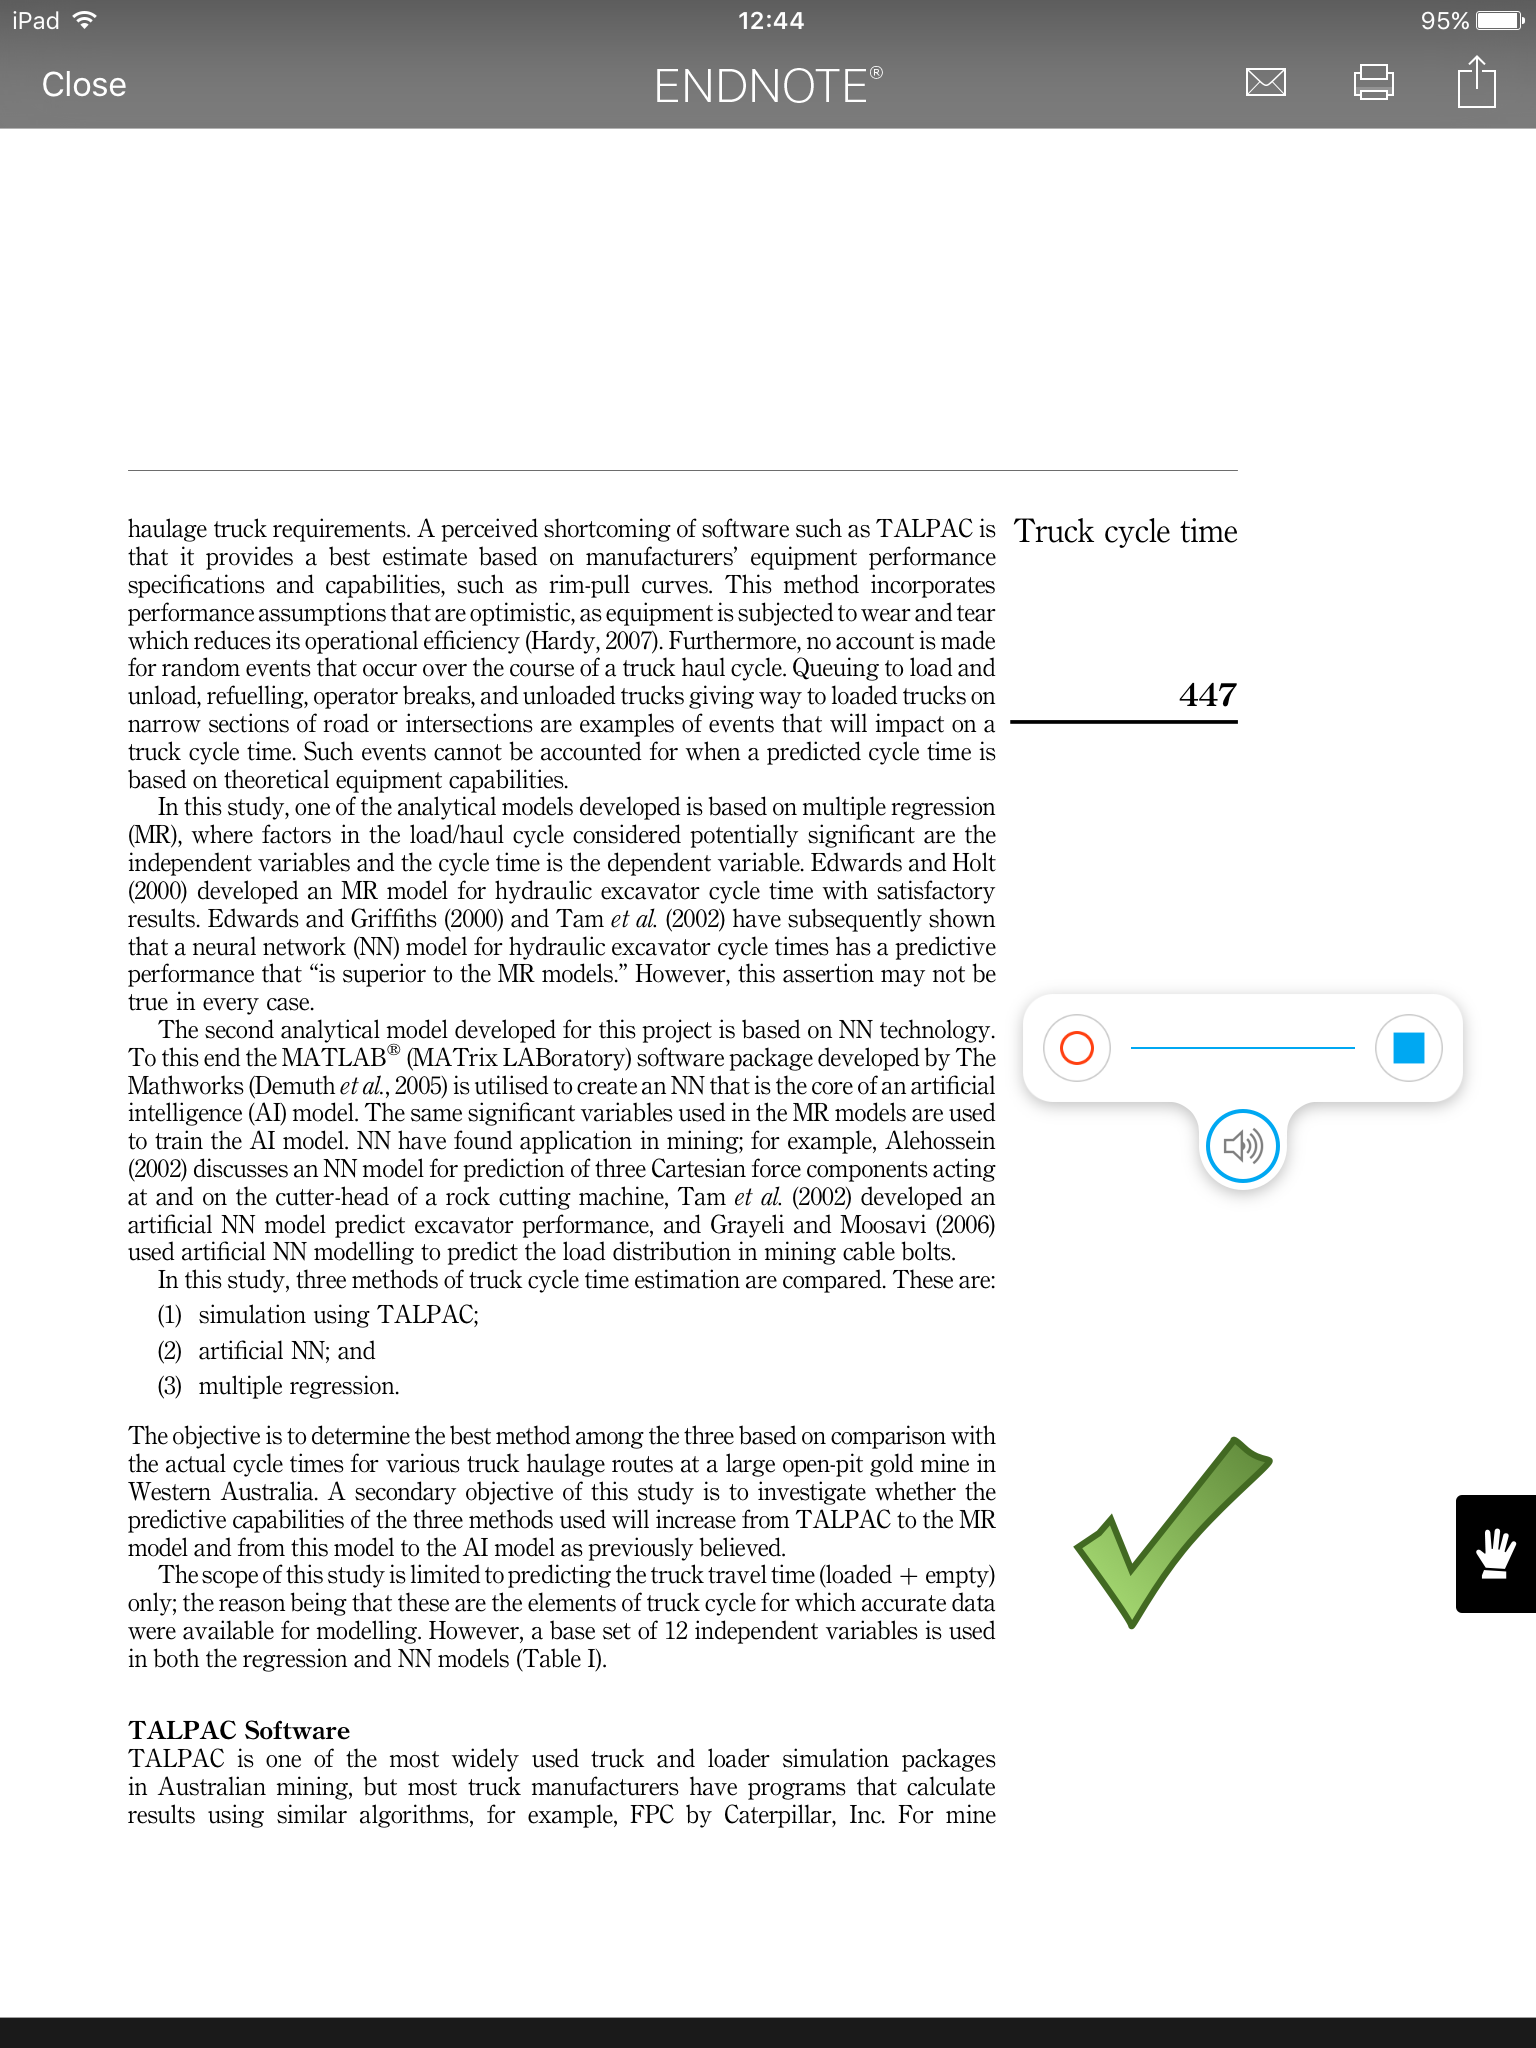 iPad 12:44 95%
Close ENDNOTE®
haulage truck requirements. A perceived shortcoming of software such as TALPAC is
that it provides a best estimate based on manufacturers’ equipment performance
specifications and capabilities, such as rim-pull curves. This method incorporates
performance assumptions that are optimistic, as equipment is subjected to wear and tear
which reduces its operational efficiency (Hardy, 2007). Furthermore, no account is made
for random events that occur over the course of a truck haul cycle. Queuing to load and
unload, refuelling, operator breaks, and unloaded trucks giving way to loaded trucks on
narrow sections of road or intersections are examples of events that will impact on a
truck cycle time. Such events cannot be accounted for when a predicted cycle time is
based on theoretical equipment capabilities.
In this study, one of the analytical models developed is based on multiple regression
(MR), where factors in the load/haul cycle considered potentially significant are the
independent variables and the cycle time is the dependent variable. Edwards and Holt
(2000) developed an MR model for hydraulic excavator cycle time with satisfactory
results. Edwards and Griffiths (2000) and Tam et al. (2002) have subsequently shown
that a neural network (NN) model for hydraulic excavator cycle times has a predictive
performance that “is superior to the MR models.” However, this assertion may not be
true in every case.
The second analytical model developed for this project is based on NN technology.
To this end the MATLAB® (MATrix LABoratory) software package developed by The
Mathworks (Demuth et al., 2005) is utilised to create an NN that is the core of an artificial
intelligence (AI) model. The same significant variables used in the MR models are used
to train the AI model. NN have found application in mining; for example, Alehossein
(2002) discusses an NN model for prediction of three Cartesian force components acting
at and on the cutter-head of a rock cutting machine, Tam et al. (2002) developed an
artificial NN model predict excavator performance, and Grayeli and Moosavi (2006)
used artificial NN modelling to predict the load distribution in mining cable bolts.
In this study, three methods of truck cycle time estimation are compared. These are:
(1) simulation using TALPAC;
(2) artificial NN; and
(3) multiple regression.
The objective is to determine the best method among the three based on comparison with
the actual cycle times for various truck haulage routes at a large open-pit gold mine in
Western Australia. A secondary objective of this study is to investigate whether the
predictive capabilities of the three methods used will increase from TALPAC to the MR
model and from this model to the AI model as previously believed.
The scope of this study is limited to predicting the truck travel time (loaded + empty)
only; the reason being that these are the elements of truck cycle for which accurate data
were available for modelling. However, a base set of 12 independent variables is used
in both the regression and NN models (Table I).
TALPAC Software
TALPAC is one of the most widely used truck and loader simulation packages
in Australian mining, but most truck manufacturers have programs that calculate
results using similar algorithms, for example, FPC by Caterpillar, Inc. For mine
Truck cycle time
447